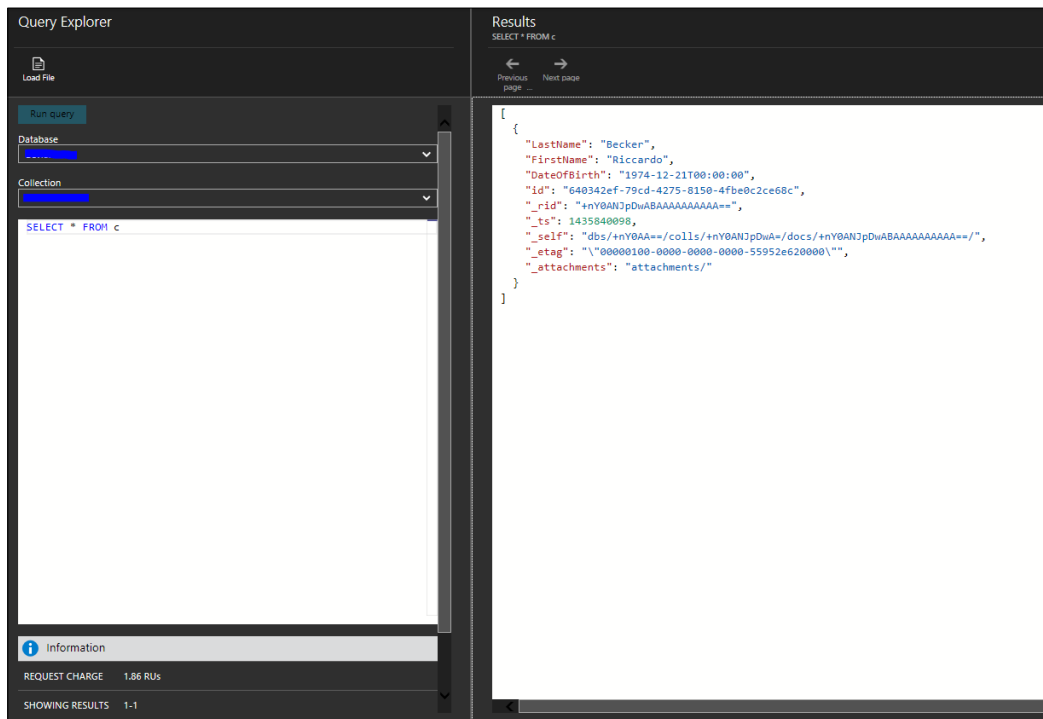 Query Explorer
Load File
Run query
Database
Collection
SELECT * FROM c
Information
REQUEST CHARGE 1.86 RUs
SHOWING RESULTS 1-1
Results
SELECT * FROM c
Previous page ...
Next page
[
{
"LastName": "Becker",
"FirstName": "Riccardo",
"DateOfBirth": "1974-12-21T00:00:00",
"id": "640342ef-79cd-4275-8150-4fbe0c2ce68c",
"_rid": "+nY0ANJpDwABAAAAAAAAAA==",
"_ts": 1435840098,
"_self": "dbs/+nY0AA==/colls/+nY0ANJpDwA=/docs/+nY0ANJpDwABAAAAAAAAAA==/",
"_etag": "\"00000100-0000-0000-0000-55952e620000\"",
"_attachments": "attachments/"
}
]